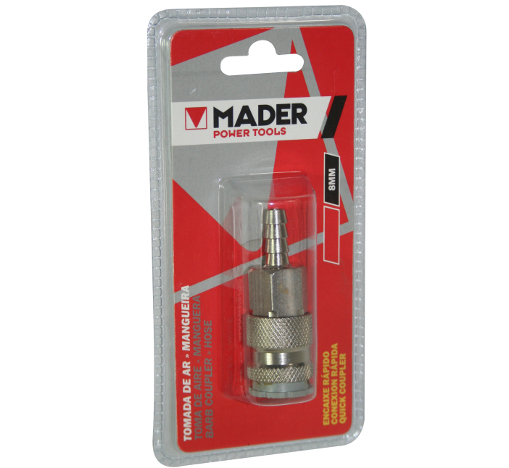 MADER
POWER TOOLS
8MM
TOMADA DE AR - MANGUEIRA
TOMA DE AIRE - MANGUERA
BARB COUPLER - HOSE
ENCAIXE RÁPIDO
CONEXION RÁPIDA
QUICK COUPLER